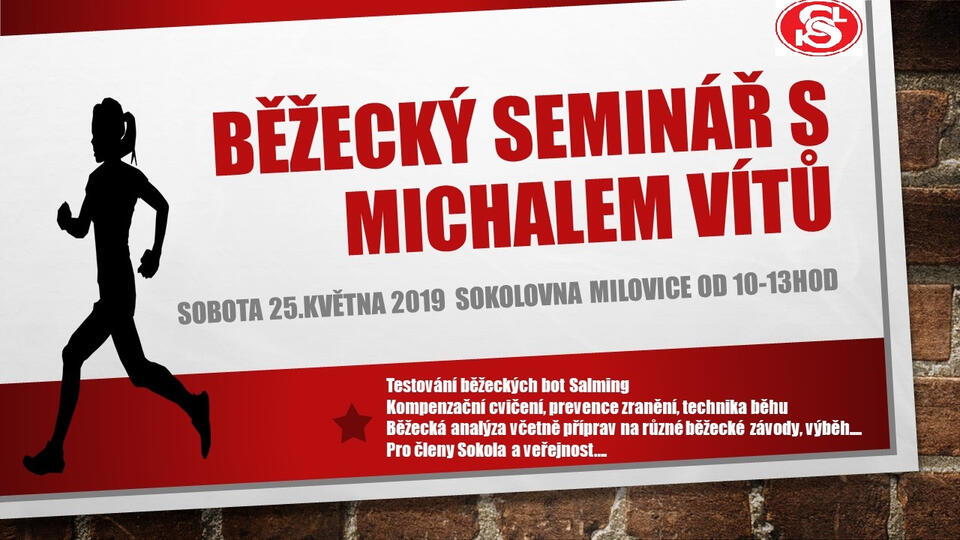 BĚŽECKÝ SEMINÁŘ S
MICHALEM VÍTŮ
SOBOTA 25.KVĚTNA 2019 SOKOLOVNA MILOVICE OD 10-13HOD
Testování běžeckých bot Salming
Kompenzační cvičení, prevence zranění, technika běhu
Běžecká analýza včetně příprav na různé běžecké závody, výběh....
Pro členy Sokola a veřejnost....